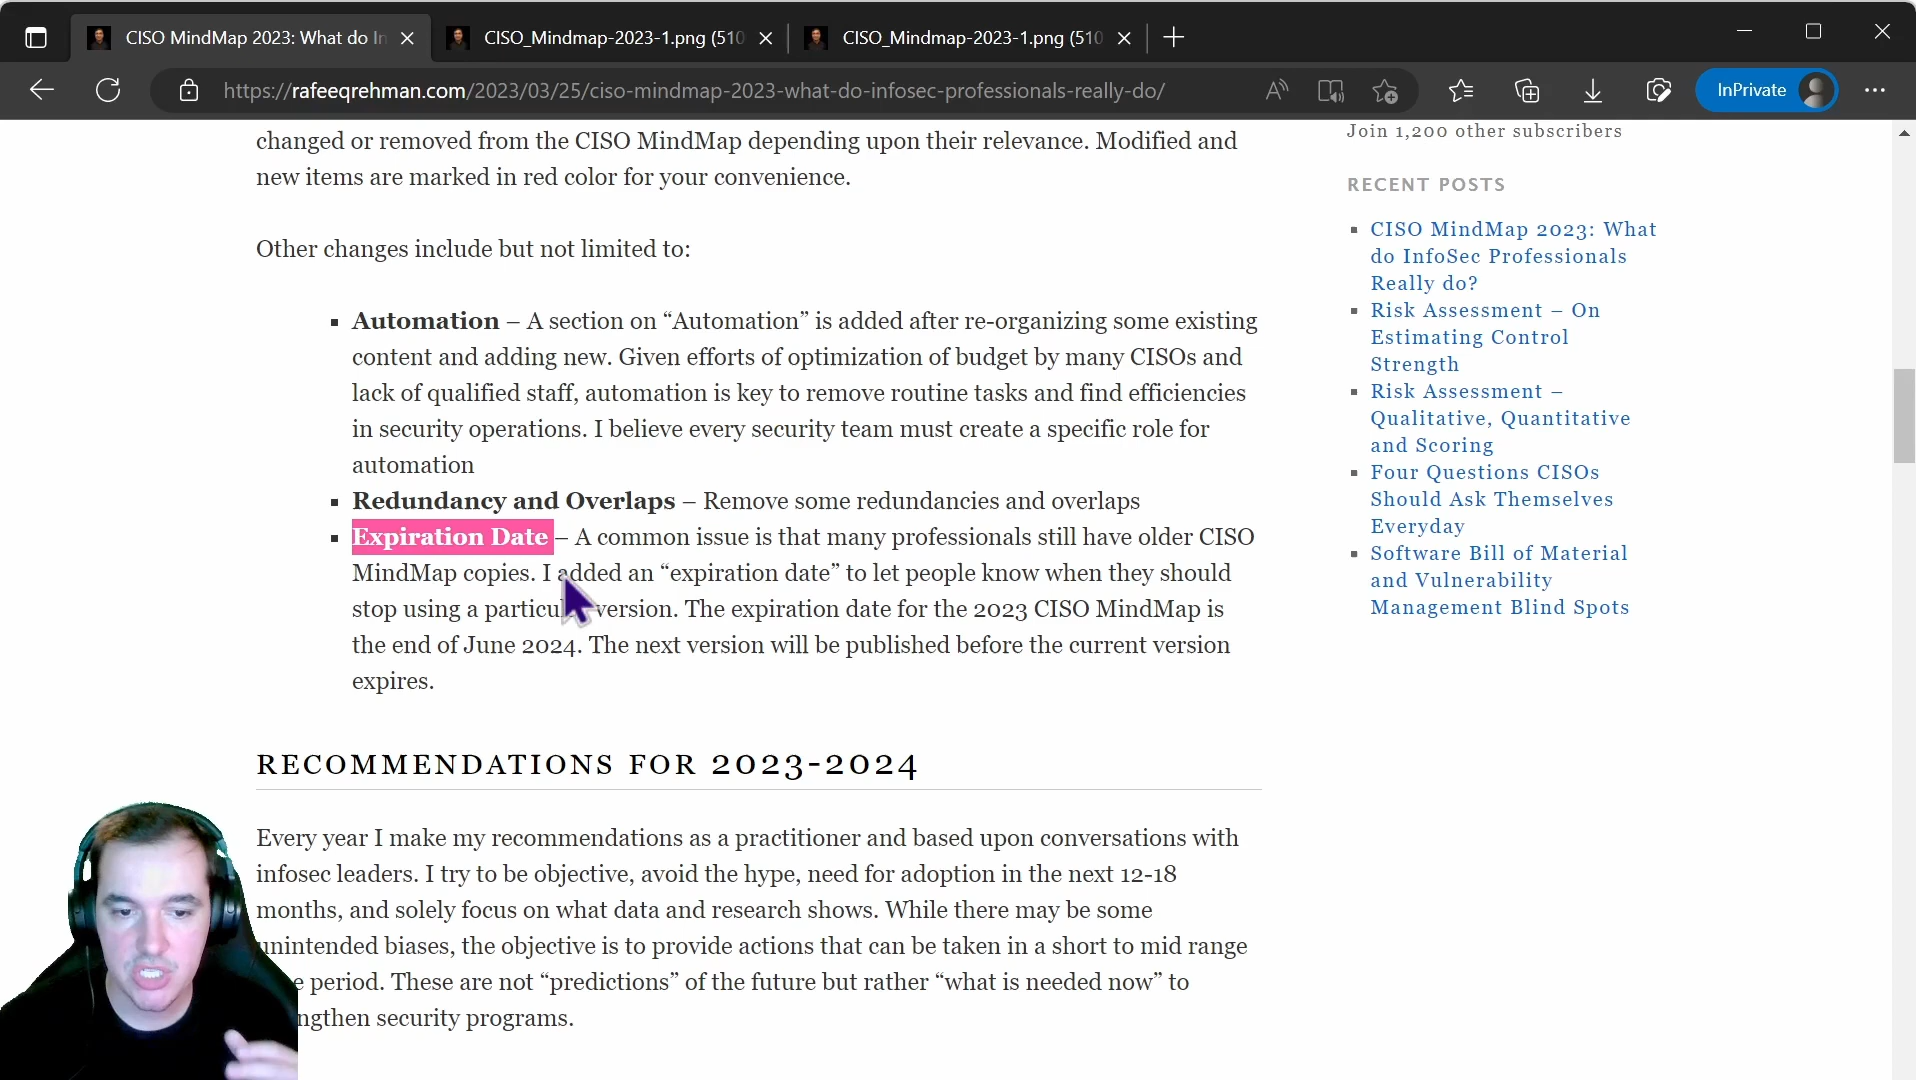 CISO MindMap 2023: What do In
CISO_Mindmap-2023-1.png (510
CISO_Mindmap-2023-1.png (510
https://rafeeqrehman.com/2023/03/25/ciso-mindmap-2023-what-do-infosec-professionals-really-do/
InPrivate
changed or removed from the CISO MindMap depending upon their relevance. Modified and
new items are marked in red color for your convenience.
Other changes include but not limited to:
Automation – A section on “Automation” is added after re-organizing some existing
content and adding new. Given efforts of optimization of budget by many CISOs and
lack of qualified staff, automation is key to remove routine tasks and find efficiencies
in security operations. I believe every security team must create a specific role for
automation
Redundancy and Overlaps – Remove some redundancies and overlaps
Expiration Date – A common issue is that many professionals still have older CISO
MindMap copies. I added an “expiration date” to let people know when they should
stop using a particular version. The expiration date for the 2023 CISO MindMap is
the end of June 2024. The next version will be published before the current version
expires.
RECOMMENDATIONS FOR 2023-2024
Every year I make my recommendations as a practitioner and based upon conversations with
infosec leaders. I try to be objective, avoid the hype, need for adoption in the next 12-18
months, and solely focus on what data and research shows. While there may be some
unintended biases, the objective is to provide actions that can be taken in a short to mid range
period. These are not “predictions” of the future but rather “what is needed now” to
ngthen security programs.
Join 1,200 other subscribers
RECENT POSTS
CISO MindMap 2023: What
do InfoSec Professionals
Really do?
Risk Assessment – On
Estimating Control
Strength
Risk Assessment –
Qualitative, Quantitative
and Scoring
Four Questions CISOs
Should Ask Themselves
Everyday
Software Bill of Material
and Vulnerability
Management Blind Spots